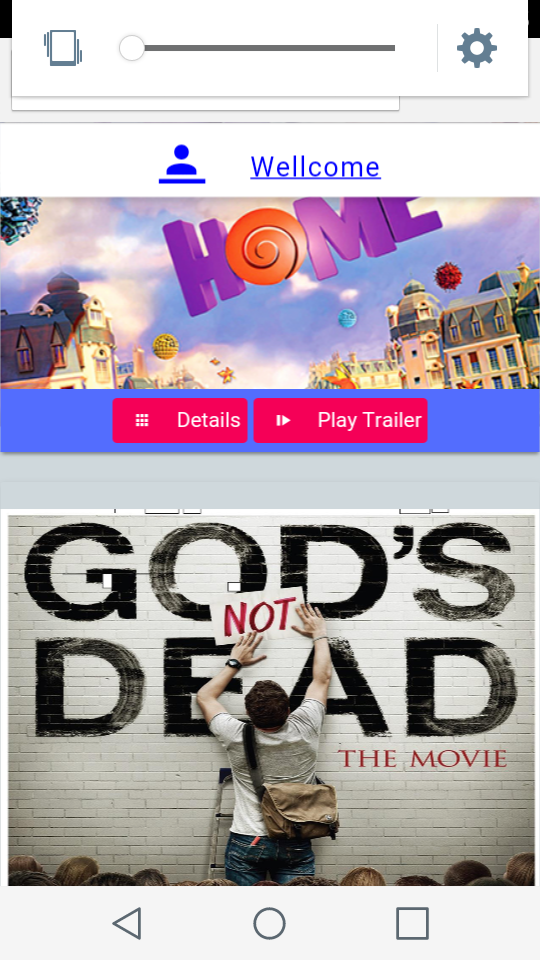 Wellcome
HOME
Details
Play Trailer
GOD'S
NOT
DEAD
THE MOVIE